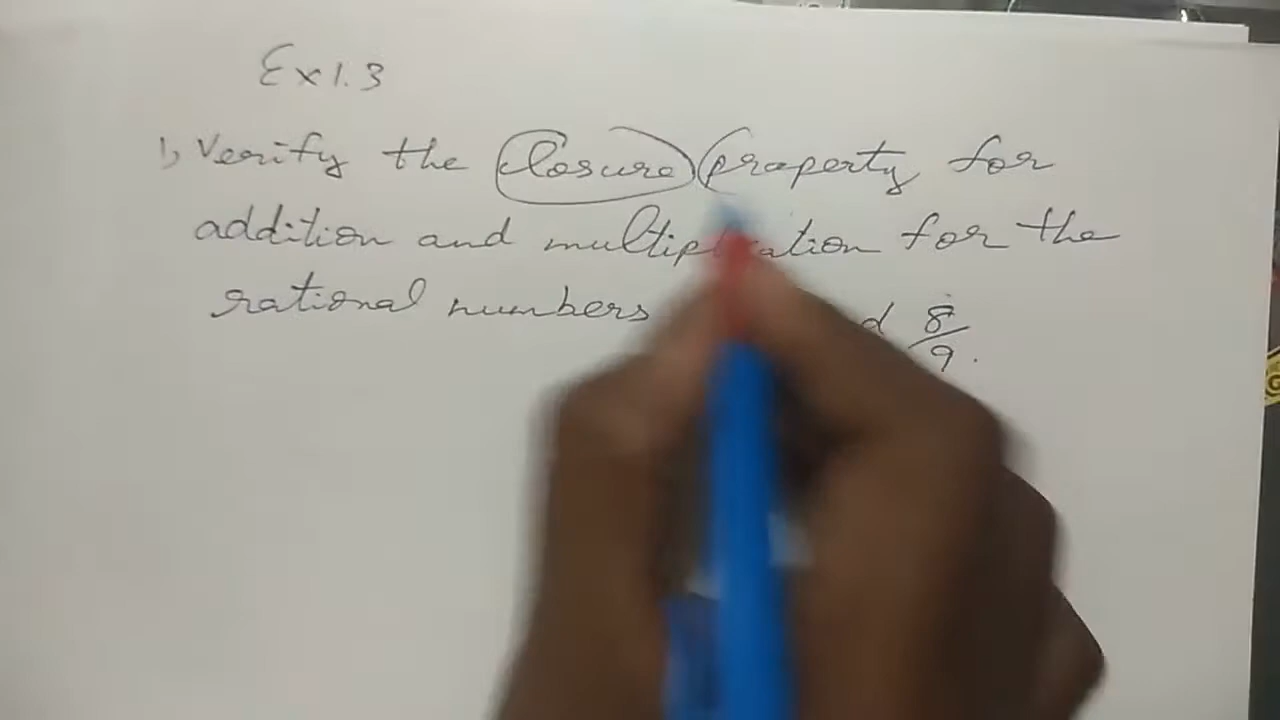 Ex 1.3
1, Verify the Closure property for
addition and multiplication for the
rational numbers
8/9.